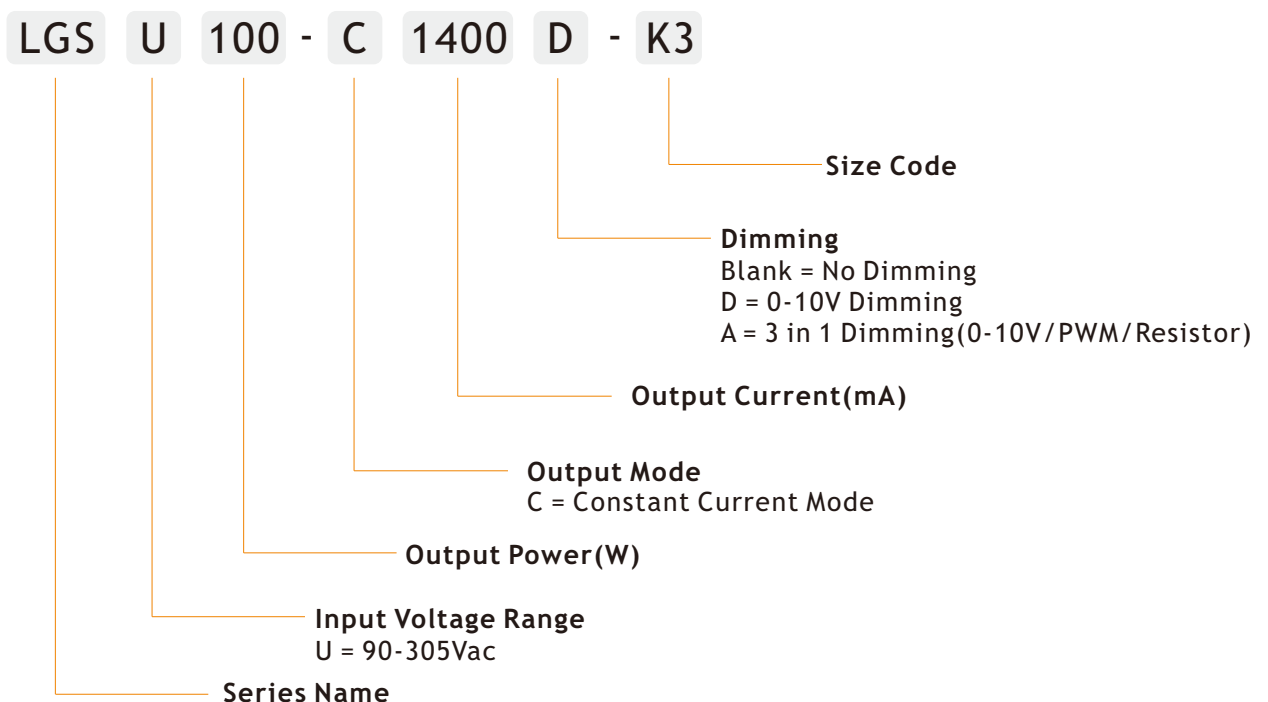 LGS U 100 - C 1400 D - K3
Size Code
Dimming
Blank = No Dimming
D = 0-10V Dimming
A = 3 in 1 Dimming(0-10V/PWM/Resistor)
Output Current(mA)
Output Mode
C = Constant Current Mode
Output Power(W)
Input Voltage Range
U = 90-305Vac
Series Name